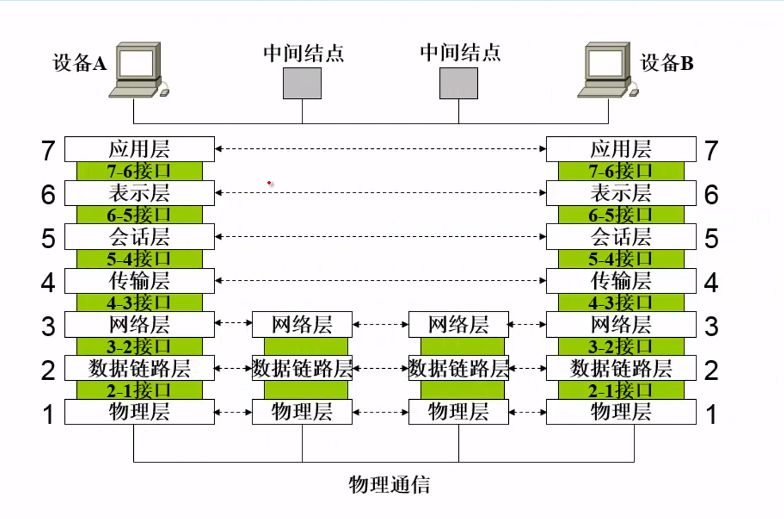 设备A 中间结点 中间结点 设备B
7 应用层 应用层 7
7-6接口 7-6接口
6 表示层 表示层 6
6-5接口 6-5接口
5 会话层 会话层 5
5-4接口 5-4接口
4 传输层 传输层 4
4-3接口 4-3接口
3 网络层 网络层 网络层 网络层 3
3-2接口 3-2接口
2 数据链路层 数据链路层 数据链路层 数据链路层 2
2-1接口 2-1接口
1 物理层 物理层 物理层 物理层 1
物理通信